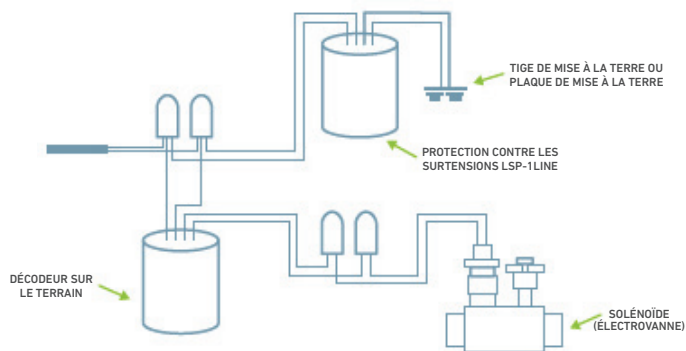 TIGE DE MISE À LA TERRE OU
PLAQUE DE MISE À LA TERRE
PROTECTION CONTRE LES
SURTENSIONS LSP-1LINE
DÉCODEUR SUR
LE TERRAIN
SOLÉNOÏDE
(ÉLECTROVANNE)